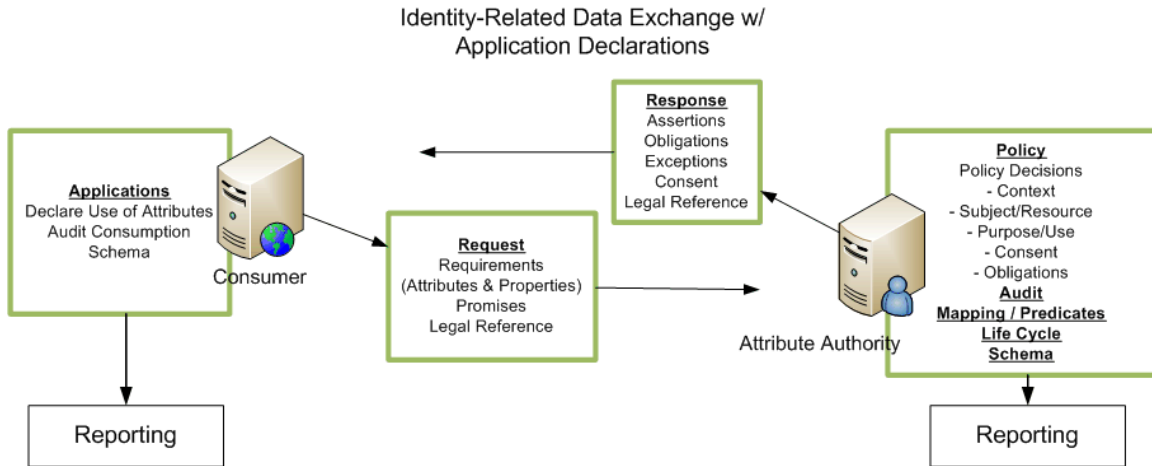 Identity-Related Data Exchange w/
Application Declarations
Applications
Declare Use of Attributes
Audit Consumption
Schema
Consumer
Reporting
Request
Requirements
(Attributes & Properties)
Promises
Legal Reference
Response
Assertions
Obligations
Exceptions
Consent
Legal Reference
Attribute Authority
Policy
Policy Decisions
- Context
- Subject/Resource
- Purpose/Use
- Consent
- Obligations
Audit
Mapping / Predicates
Life Cycle
Schema
Reporting